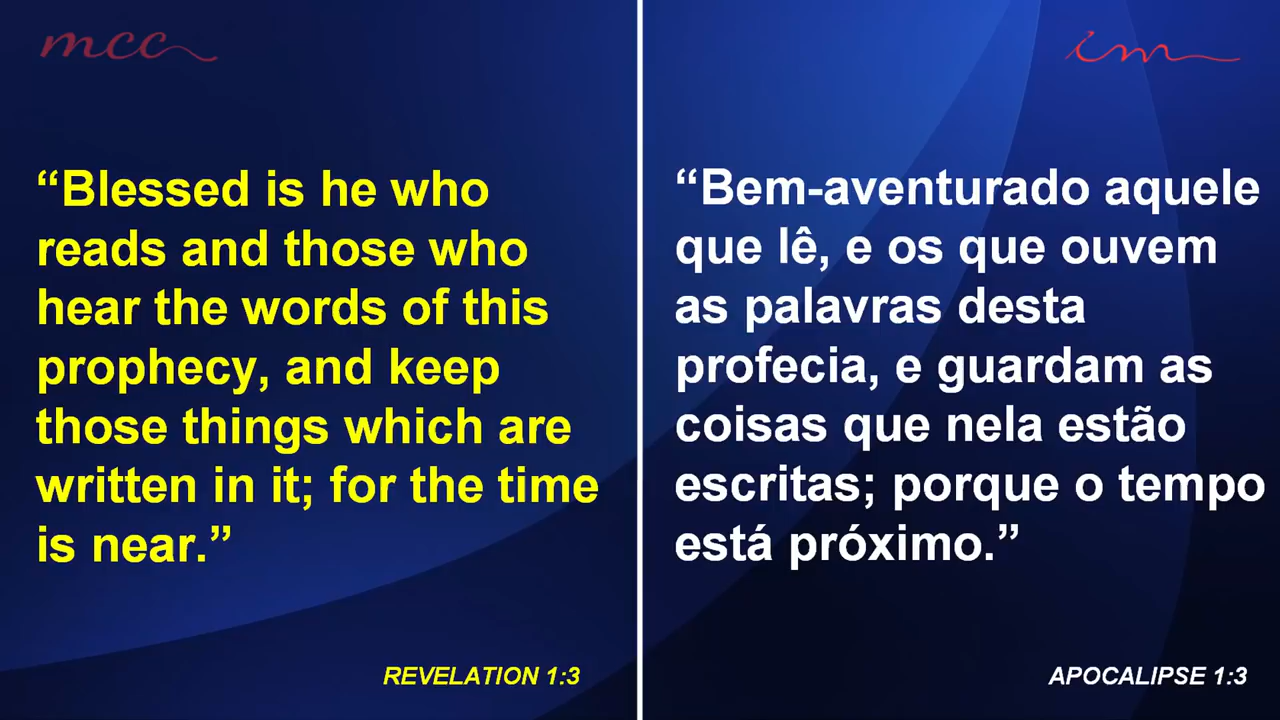 mcc
“Blessed is he who
reads and those who
hear the words of this
prophecy, and keep
those things which are
written in it; for the time
is near.”
REVELATION 1:3
im
“Bem-aventurado aquele
que lê, e os que ouvem
as palavras desta
profecia, e guardam as
coisas que nela estão
escritas; porque o tempo
está próximo.”
APOCALIPSE 1:3